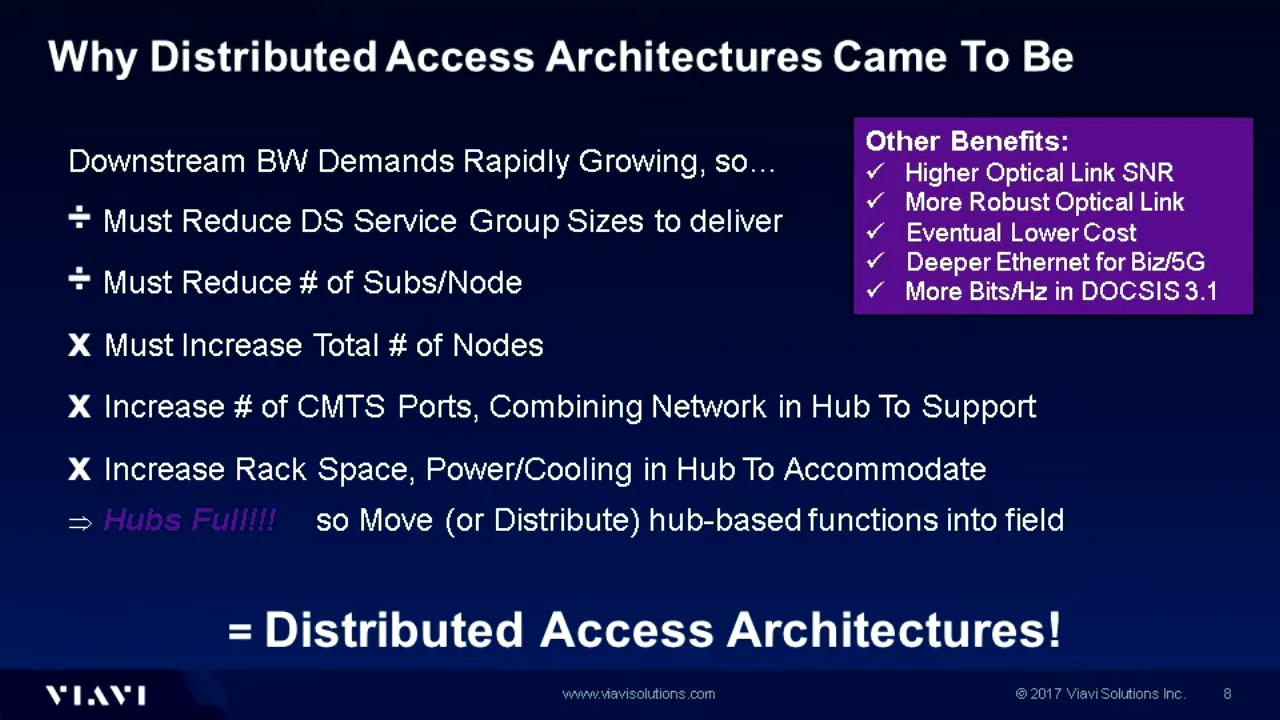 Why Distributed Access Architectures Came To Be
Downstream BW Demands Rapidly Growing, so...
÷ Must Reduce DS Service Group Sizes to deliver
÷ Must Reduce # of Subs/Node
x Must Increase Total # of Nodes
x Increase # of CMTS Ports, Combining Network in Hub To Support
x Increase Rack Space, Power/Cooling in Hub To Accommodate
⇒ Hubs Full!!! so Move (or Distribute) hub-based functions into field
Other Benefits:
✓ Higher Optical Link SNR
✓ More Robust Optical Link
✓ Eventual Lower Cost
✓ Deeper Ethernet for Biz/5G
✓ More Bits/Hz in DOCSIS 3.1
= Distributed Access Architectures!
VIAVI
www.viavisolutions.com
© 2017 Viavi Solutions Inc.
8